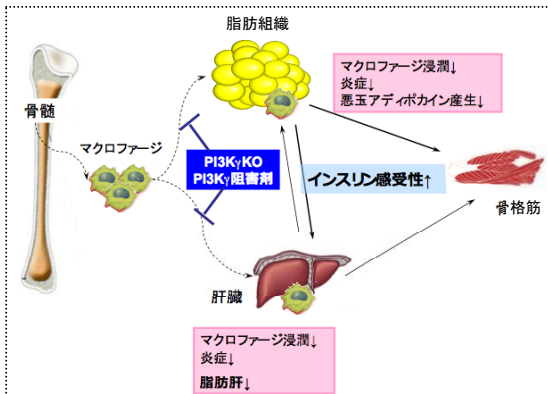 脂肪組織
マクロファージ浸潤↓
炎症↓
悪玉アディポカイン産生↓
骨髄
マクロファージ
PI3KγKO
PI3Kγ阻害剤
インスリン感受性↑
骨格筋
肝臓
マクロファージ浸潤↓
炎症↓
脂肪肝↓